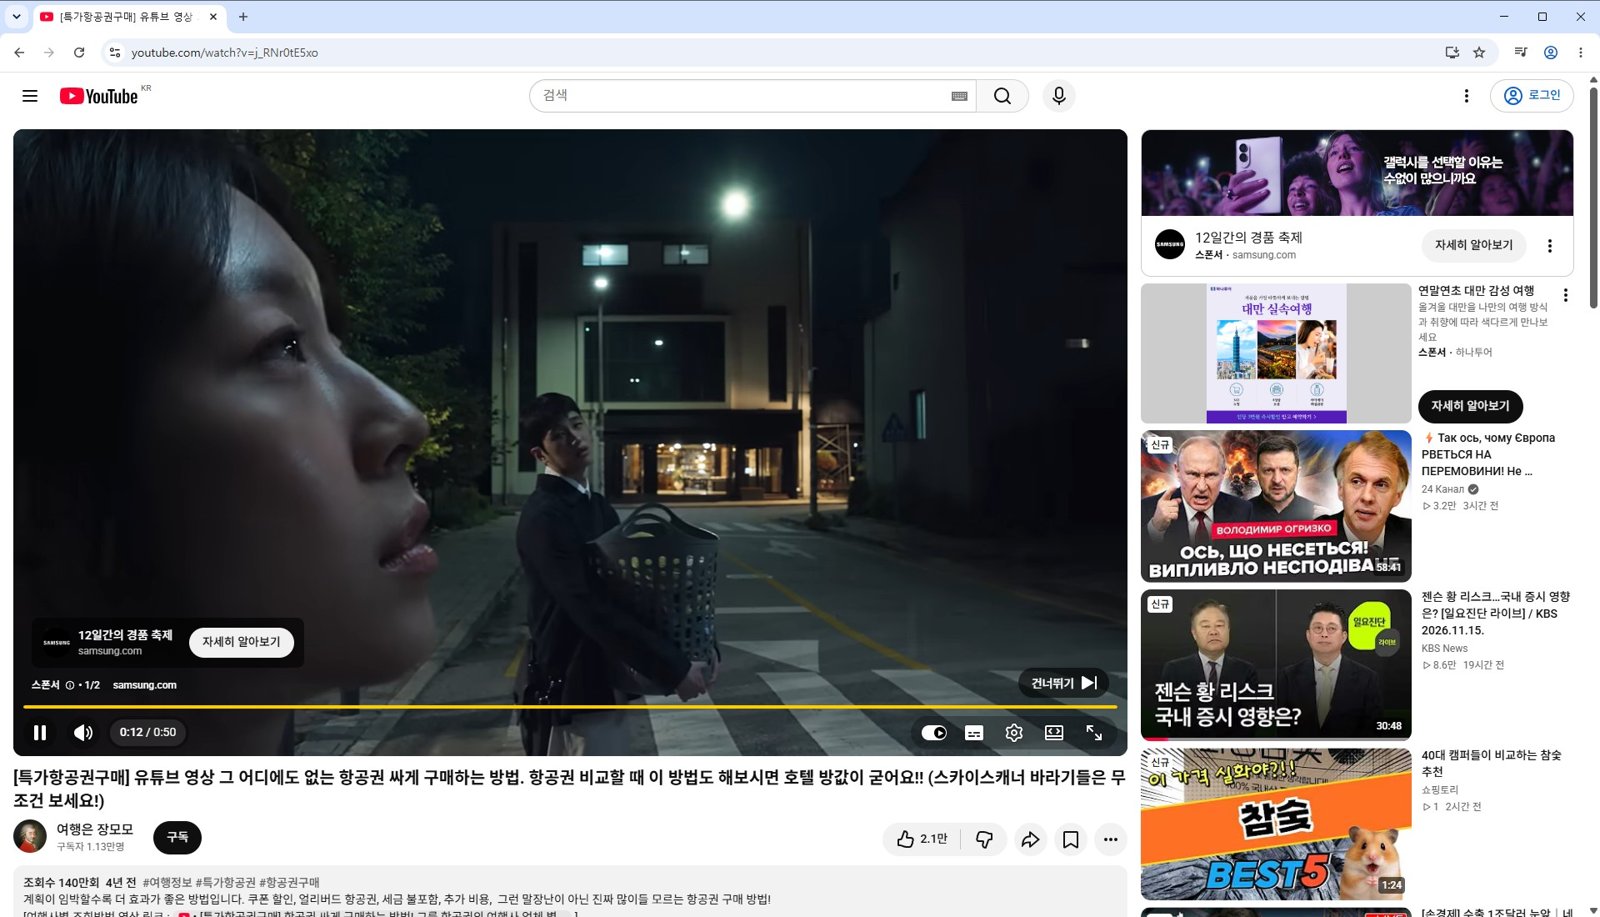 [특가항공권구매] 유튜브 영상
youtube.com/watch?v=j_RNr0tE5xo
YouTube KR
검색
로그인
SAMSUNG
12일간의 경품 축제
samsung.com
자세히 알아보기
스폰서 · 1/2 samsung.com
건너뛰기
0:12 / 0:50
[특가항공권구매] 유튜브 영상 그 어디에도 없는 항공권 싸게 구매하는 방법. 항공권 비교할 때 이 방법도 해보시면 호텔 방값이 굳어요!! (스카이스캐너 바라기들은 무
조건 보세요!)
여행은 장모모
구독자 1.13만명
구독
2.1만
조회수 140만회 4년 전 #여행정보 #특가항공권 #항공권구매
계획이 임박할수록 더 효과가 좋은 방법입니다. 쿠폰 할인, 얼리버드 항공권, 세금 불포함, 추가 비용, 그런 말장난이 아닌 진짜 많이들 모르는 항공권 구매 방법!
갤럭시를 선택할 이유는
수없이 많으니까요
SAMSUNG
12일간의 경품 축제
스폰서 · samsung.com
자세히 알아보기
하나투어
대만 실속여행
연말연초 대만 감성 여행
올겨울 대만을 나만의 여행 방식
과 취향에 따라 색다르게 만나보
세요
스폰서 · 하나투어
자세히 알아보기
신규
ВОЛОДИМИР ОГРИЗКО
ОСЬ, ЩО НЕСЕТЬСЯ!
ВИПЛИВЛО НЕСПОДІВАНЕ
58:41
Так ось, чому Європа
РВЕТЬСЯ НА
ПЕРЕМОВИНИ! Не ...
24 Канал
3.2만 3시간 전
신규
일요진단
라이브
젠슨 황 리스크
국내 증시 영향은?
30:48
젠슨 황 리스크...국내 증시 영향
은? [일요진단 라이브] / KBS
2026.11.15.
KBS News
8.6만 19시간 전
신규
이 가격 실화야?!!
참숯
BEST5
1:24
40대 캠퍼들이 비교하는 참숯
추천
쇼핑토리
1 2시간 전